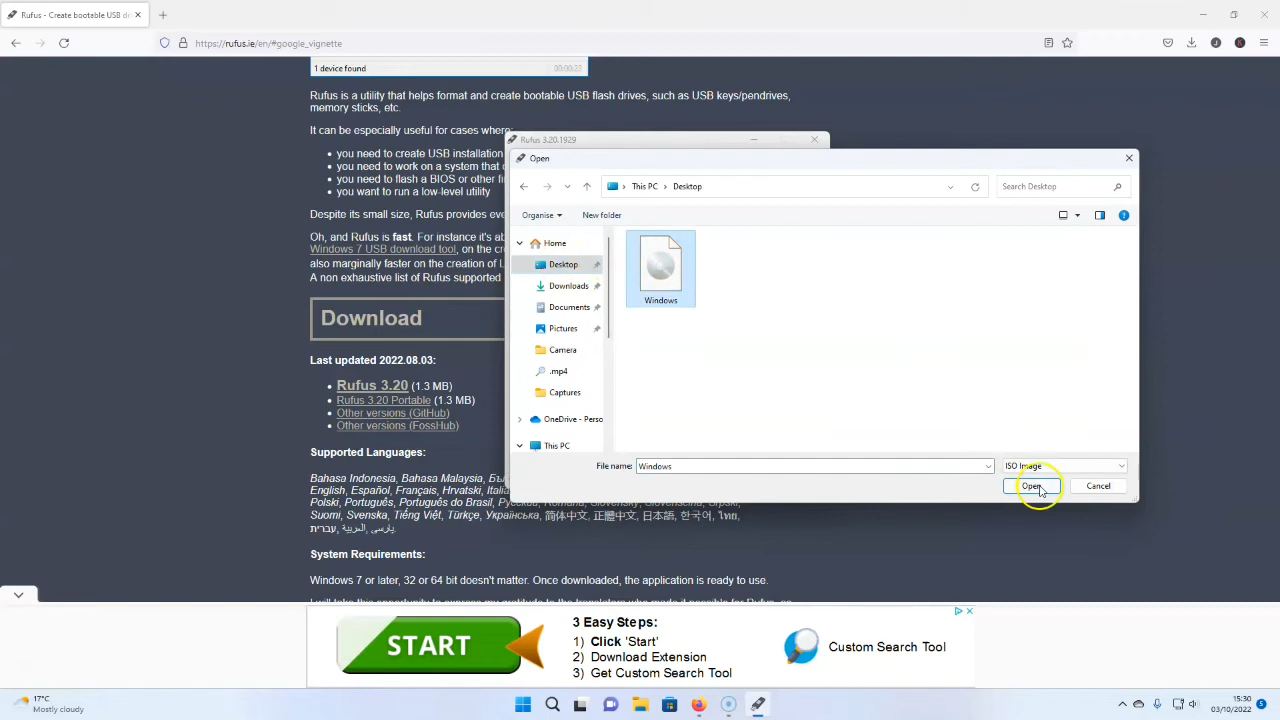 Rufus - Create bootable USB d
https://rufus.ie/en/#google_vignette
1 device found
00:00:23
Rufus is a utility that helps format and create bootable USB flash drives, such as USB keys/pendrives,
memory sticks, etc.
It can be especially useful for cases where:
you need to create USB installation
you need to work on a system that
you need to flash a BIOS or other
you want to run a low-level utility
Despite its small size, Rufus provides
Oh, and Rufus is fast. For instance it's
Windows 7 USB download tool, on the
also marginally faster on the creation of
A non exhaustive list of Rufus supported
Download
Last updated 2022.08.03:
Rufus 3.20 (1.3 MB)
Rufus 3.20 Portable (1.3 MB)
Other versions (GitHub)
Other versions (FossHub)
Supported Languages:
Bahasa Indonesia, Bahasa Malaysia,
English, Español, Français, Hrvatski,
Polski, Português, Português do Brasil,
Suomi, Svenska, Tiếng Việt, Türkçe, Українська, 简体中文, 正體中文, 日本語, 한국어, ไทย,
עברית, العربية, پارسی.
System Requirements:
Windows 7 or later, 32 or 64 bit doesn't matter. Once downloaded, the application is ready to use.
Rufus 3.20.1929
Open
This PC
Desktop
Search Desktop
Organise
New folder
Home
Desktop
Downloads
Documents
Pictures
Camera
.mp4
Captures
OneDrive - Perso
This PC
Windows
File name:
Windows
ISO Image
Open
Cancel
START
3 Easy Steps:
1) Click 'Start'
2) Download Extension
3) Get Custom Search Tool
Custom Search Tool
17°C
Mostly cloudy
15:30
03/10/2022